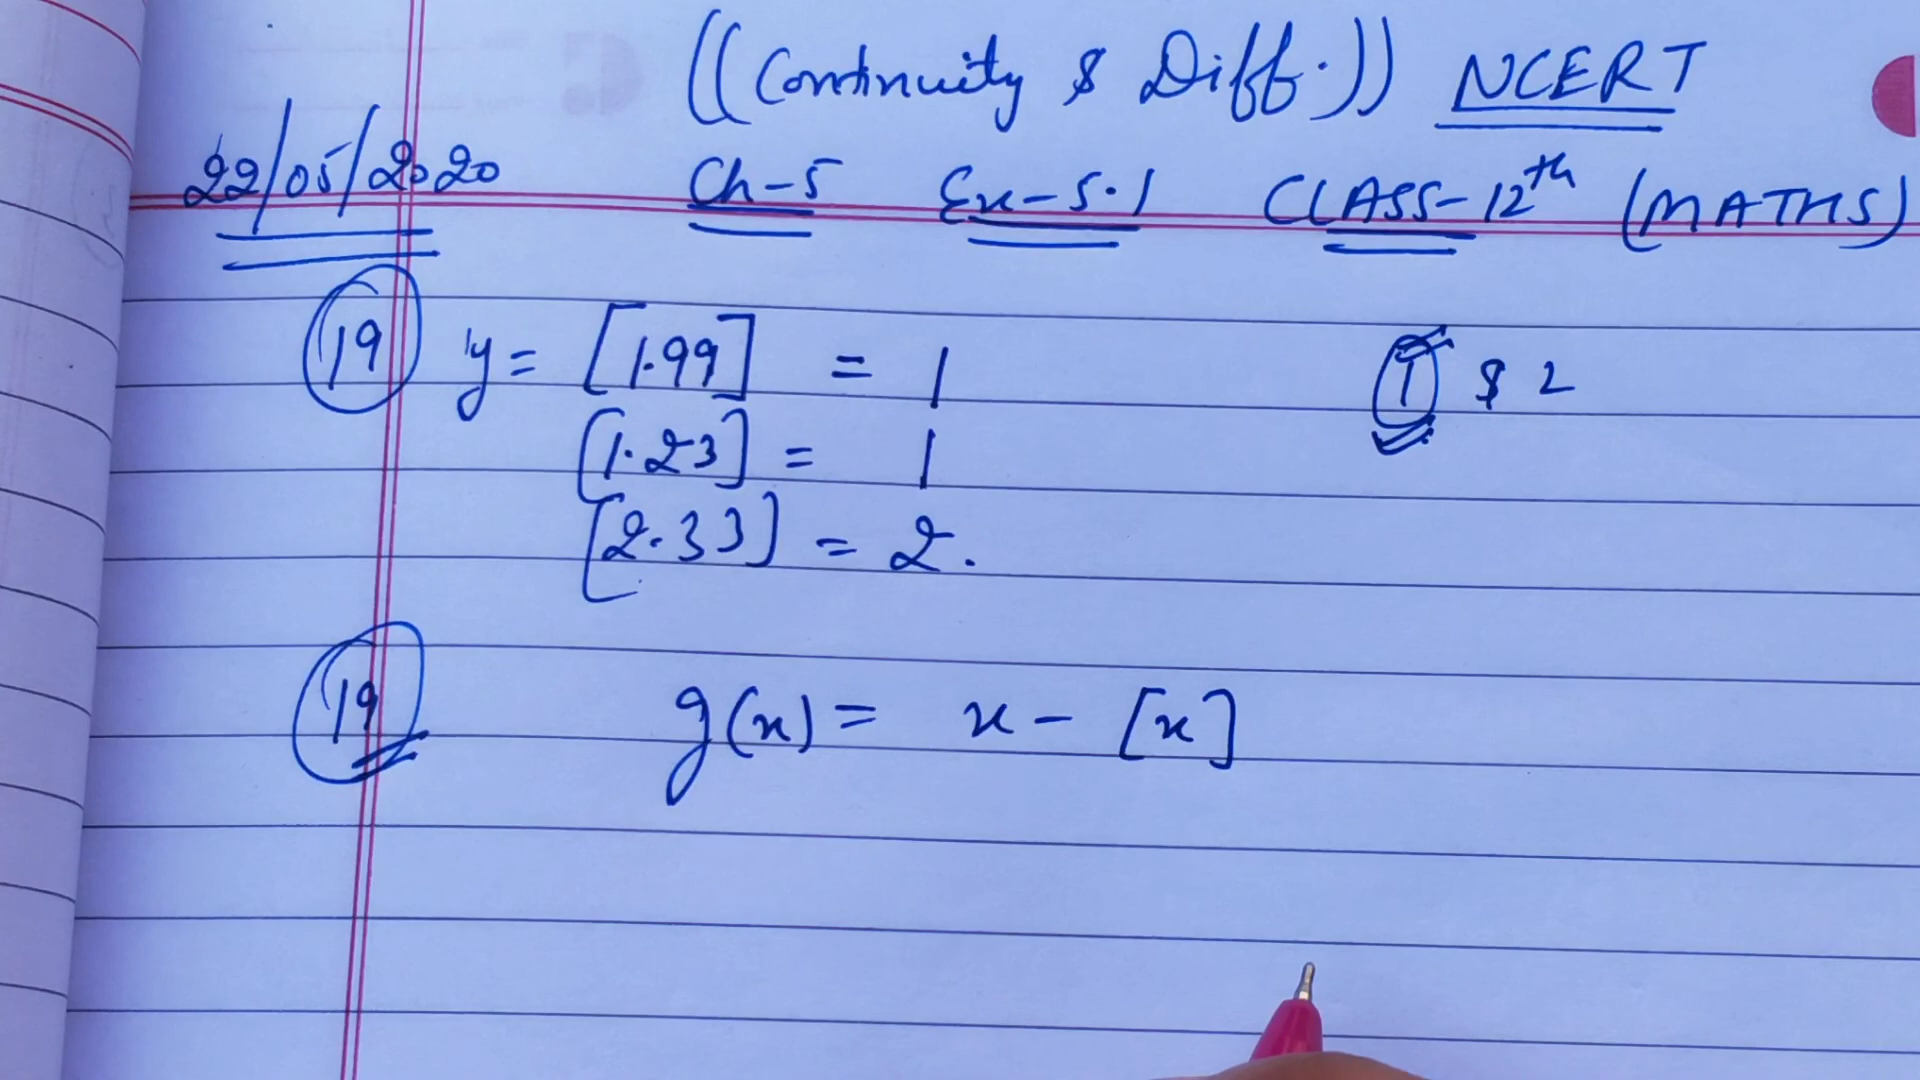 ((Continuity & Diff.)) NCERT
22/05/2020 Ch-5 Ex-5.1 CLASS-12th (MATHS)
19 y = [1.99] = 1 1 & 2
[1.23] = 1
[2.33] = 2.
19 g(x) = x - [x]